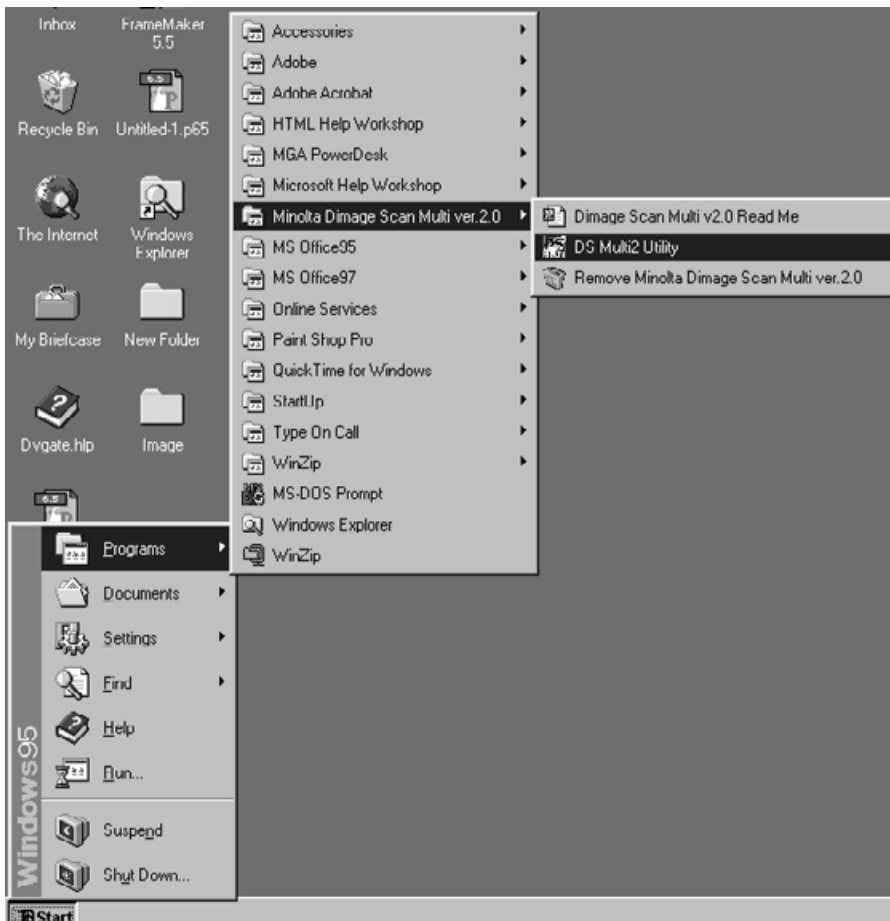 Inbox
FrameMaker
5.5
Recycle Bin
Untitled-1.p65
The Internet
Windows
Explorer
My Briefcase
New Folder
Dvgate.hlp
Image
Accessories
Adobe
Adobe Acrobat
HTML Help Workshop
MGA PowerDesk
Microsoft Help Workshop
Minolta Dimage Scan Multi ver.2.0
MS Office95
MS Office97
Online Services
Paint Shop Pro
QuickTime for Windows
StartUp
Type On Call
WinZip
MS-DOS Prompt
Windows Explorer
WinZip
Dimage Scan Multi v2.0 Read Me
DS Multi2 Utility
Remove Minolta Dimage Scan Multi ver.2.0
Programs
Documents
Settings
Find
Help
Run...
Suspend
Shut Down...
Windows95
Start